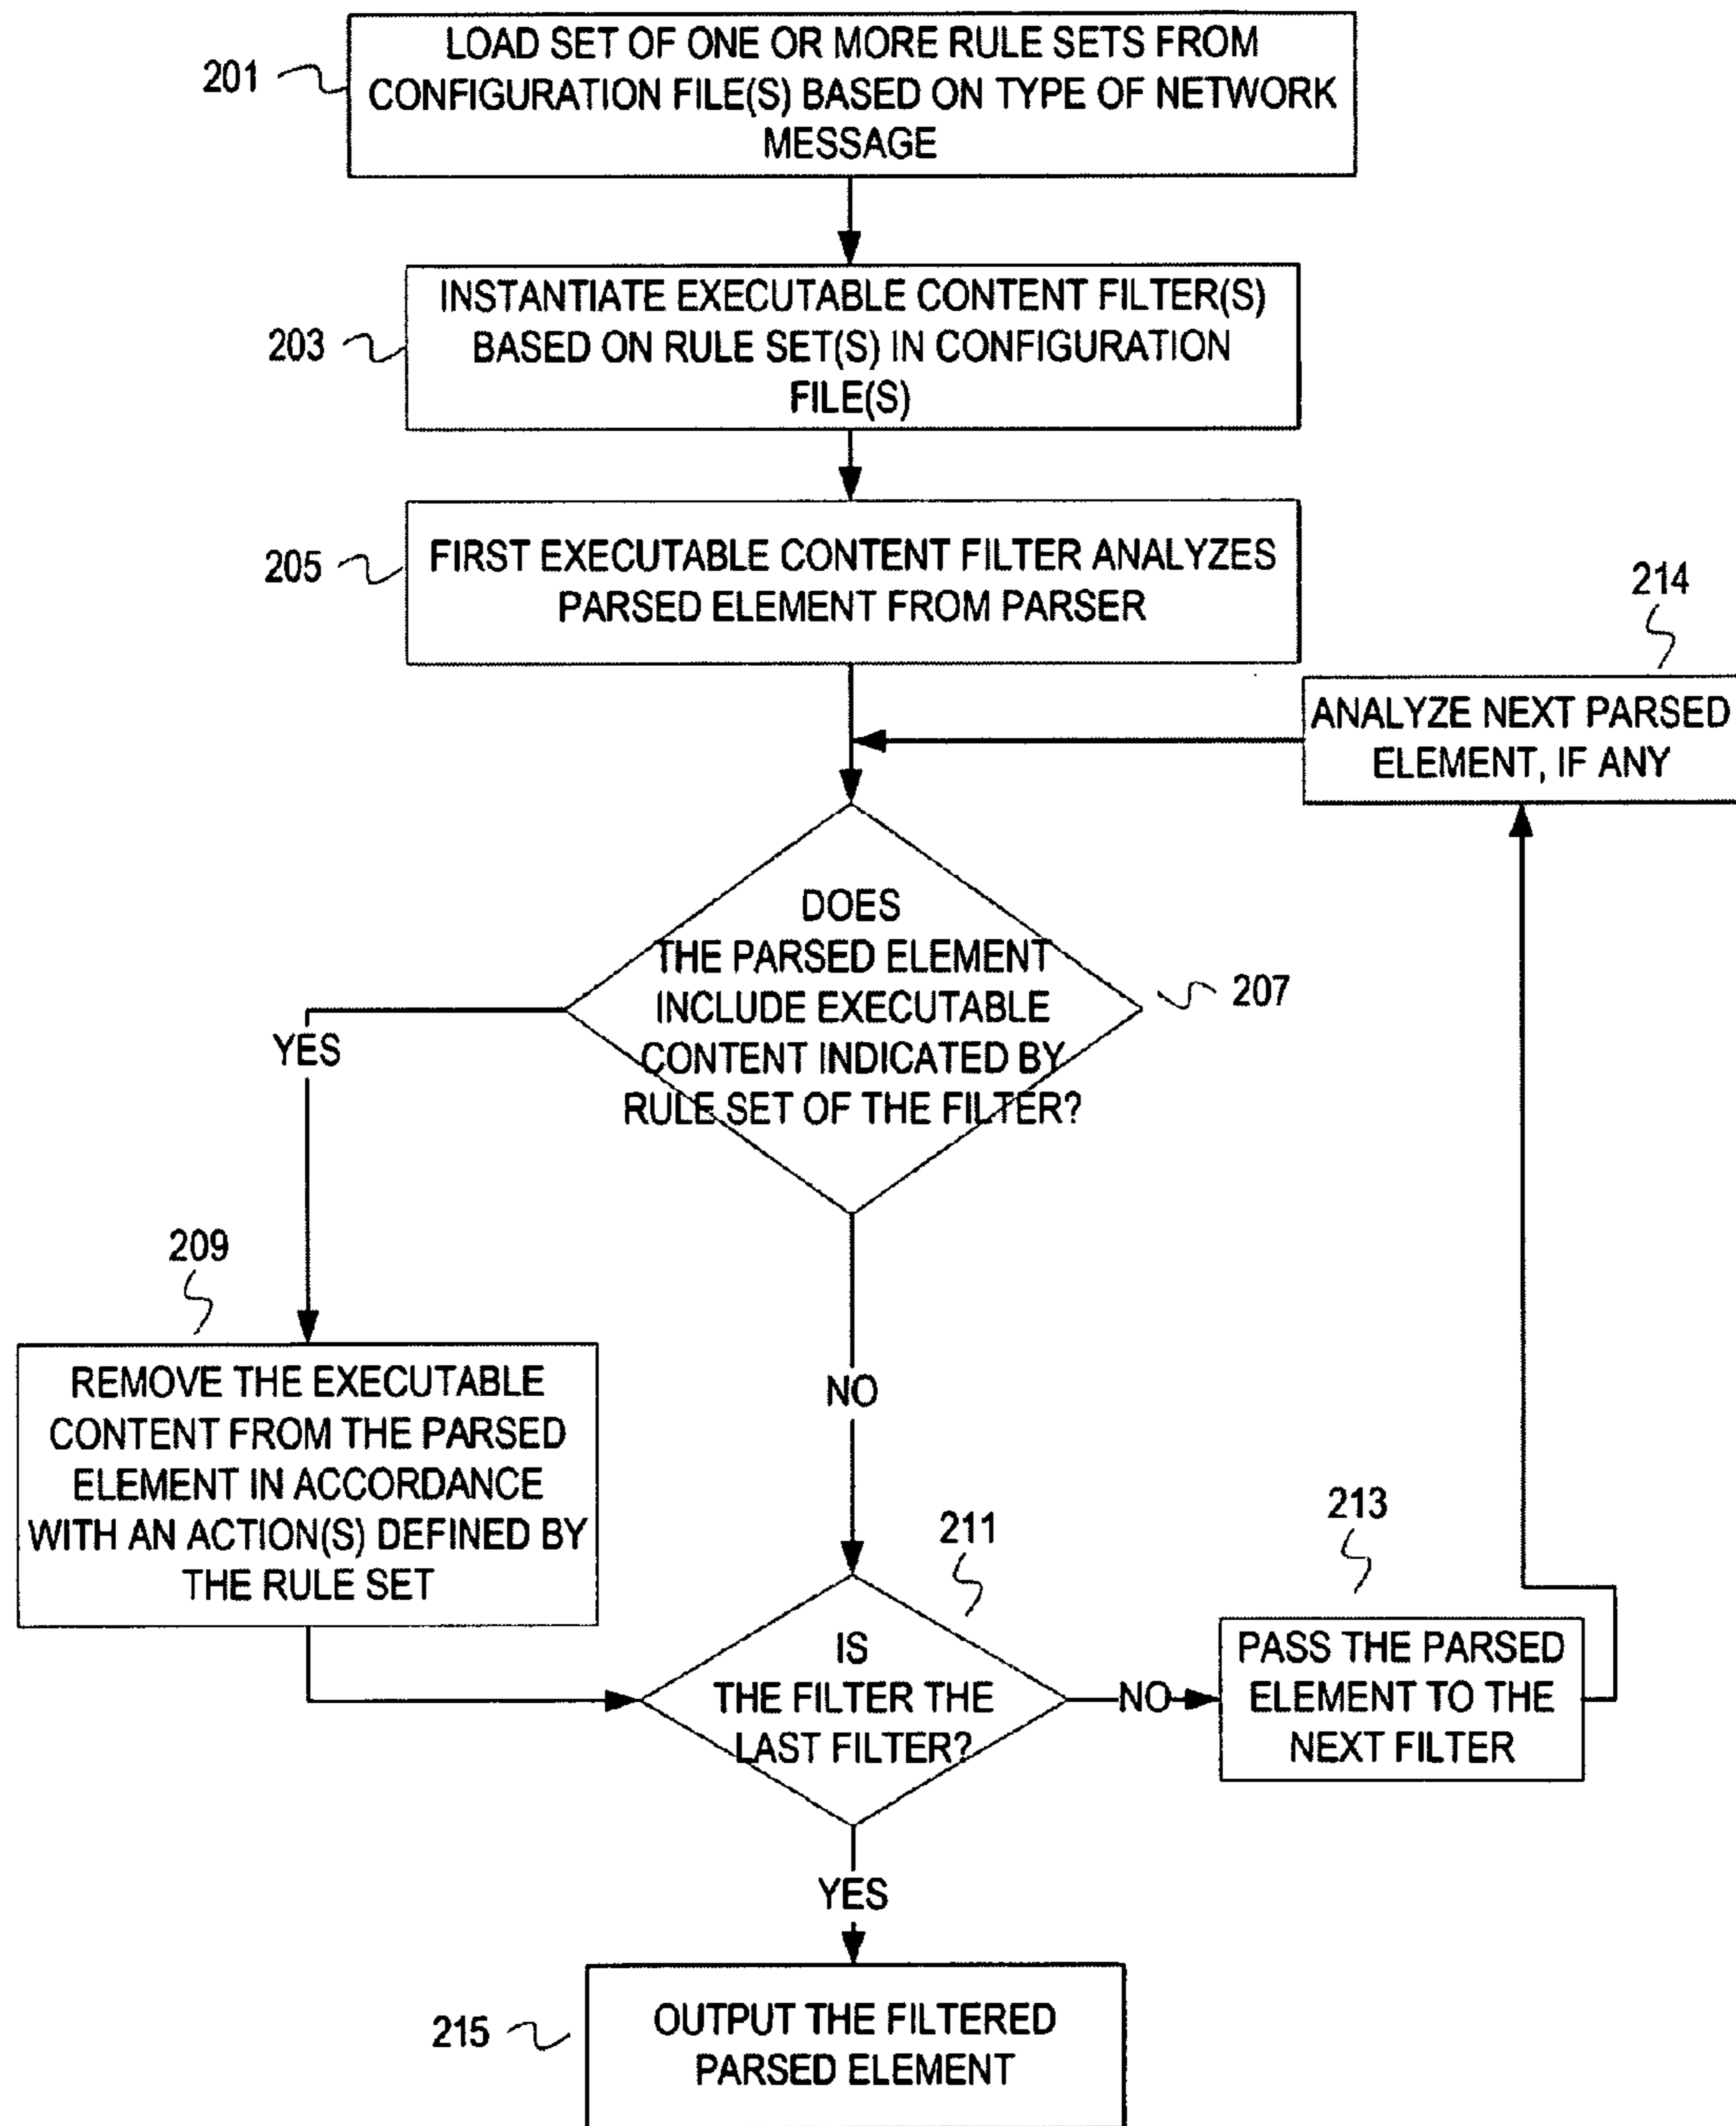 201
LOAD SET OF ONE OR MORE RULE SETS FROM
CONFIGURATION FILE(S) BASED ON TYPE OF NETWORK
MESSAGE
203
INSTANTIATE EXECUTABLE CONTENT FILTER(S)
BASED ON RULE SET(S) IN CONFIGURATION
FILE(S)
205
FIRST EXECUTABLE CONTENT FILTER ANALYZES
PARSED ELEMENT FROM PARSER
214
ANALYZE NEXT PARSED
ELEMENT, IF ANY
DOES
THE PARSED ELEMENT
INCLUDE EXECUTABLE
CONTENT INDICATED BY
RULE SET OF THE FILTER?
207
YES
NO
209
REMOVE THE EXECUTABLE
CONTENT FROM THE PARSED
ELEMENT IN ACCORDANCE
WITH AN ACTION(S) DEFINED BY
THE RULE SET
211
IS
THE FILTER THE
LAST FILTER?
NO
213
PASS THE PARSED
ELEMENT TO THE
NEXT FILTER
YES
215
OUTPUT THE FILTERED
PARSED ELEMENT